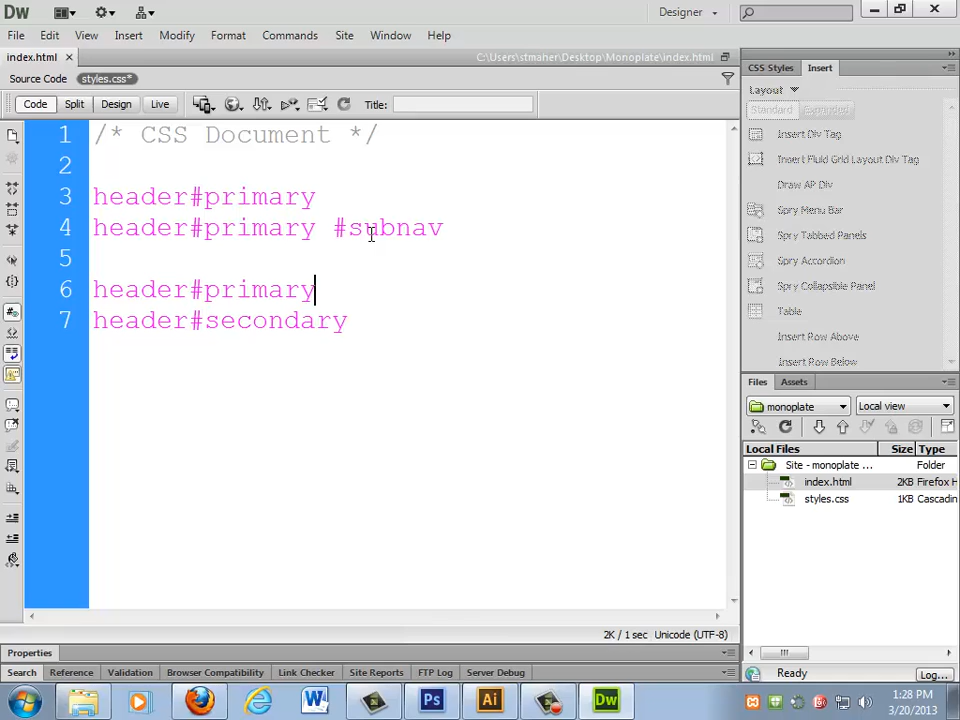 Dw
Designer
File Edit View Insert Modify Format Commands Site Window Help
index.html
C:\Users\stmaher\Desktop\Monoplate\index.html
Source Code styles.css*
Code Split Design Live Title:
CSS Styles Insert
Layout
Standard Expanded
Insert Div Tag
Insert Fluid Grid Layout Div Tag
Draw AP Div
Spry Menu Bar
Spry Tabbed Panels
Spry Accordion
Spry Collapsible Panel
Table
Insert Row Above
Insert Row Below
1 /* CSS Document */
2
3 header#primary
4 header#primary #subnav
5
6 header#primary
7 header#secondary
Files Assets
monoplate Local view
Local Files Size Type
Site - monoplate ... Folder
index.html 2KB Firefox H
styles.css 1KB Cascadin
2K / 1 sec Unicode (UTF-8)
Properties
Search Reference Validation Browser Compatibility Link Checker Site Reports FTP Log Server Debug
Ready Log...
W Ps Ai Dw
1:28 PM
3/20/2013